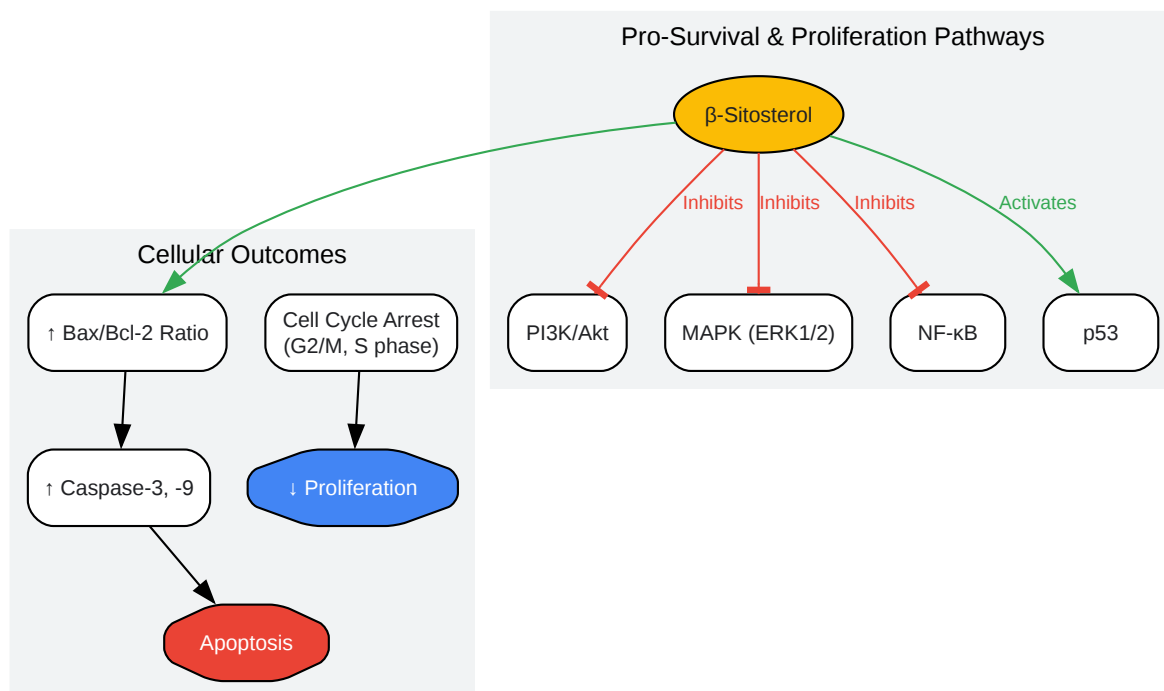 Pro-Survival & Proliferation Pathways
β-Sitosterol
Inhibits
Inhibits
Inhibits
Activates
PI3K/Akt
MAPK (ERK1/2)
NF-κB
p53
Cellular Outcomes
↑ Bax/Bcl-2 Ratio
Cell Cycle Arrest
(G2/M, S phase)
↑ Caspase-3, -9
↓ Proliferation
Apoptosis